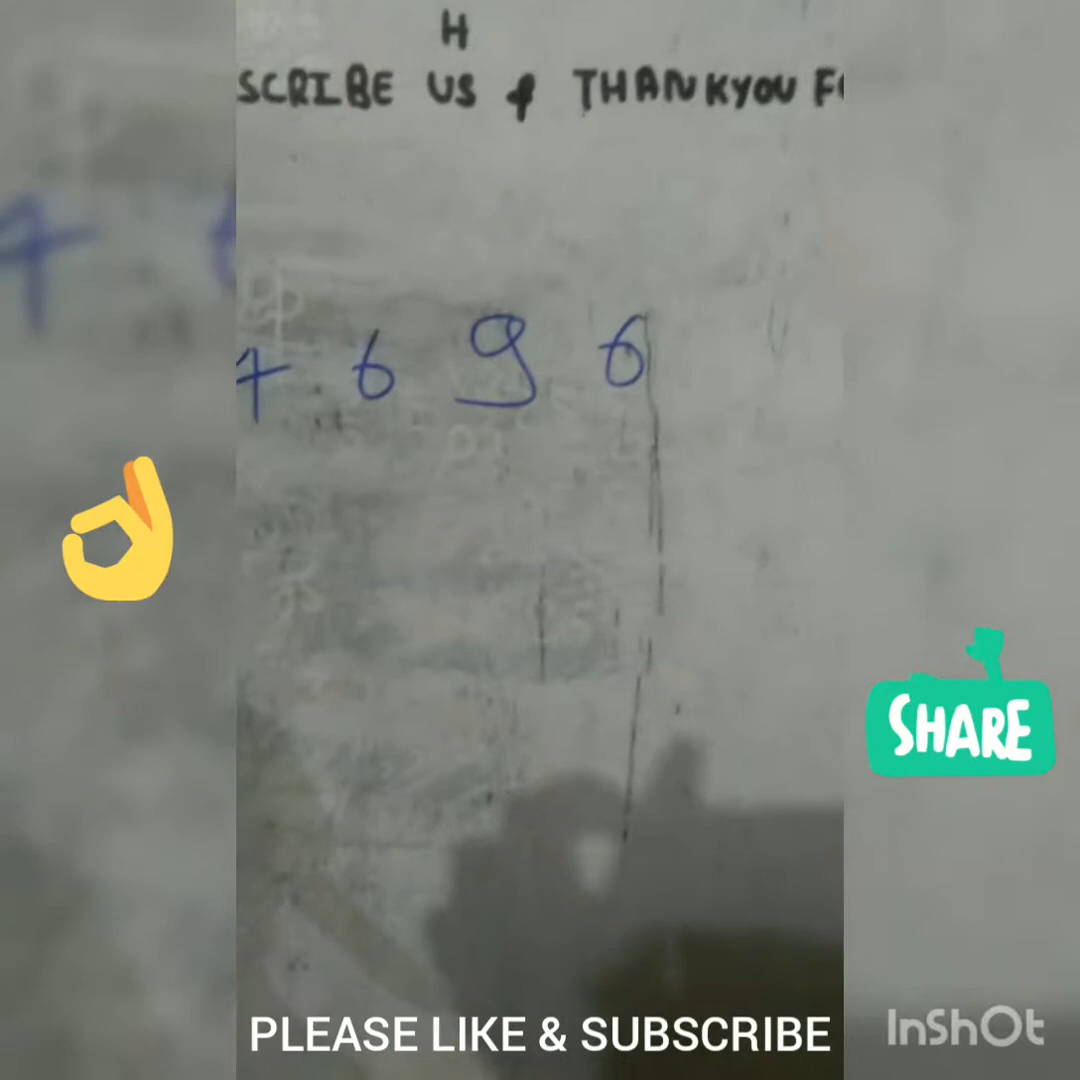 H
SCRIBE US & THANKYOU F
7 6 9 6
SHARE
PLEASE LIKE & SUBSCRIBE
InShOt